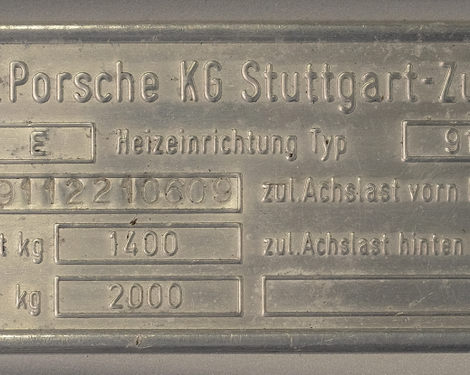 Porsche KG Stuttgart-Zu
E Heizeinrichtung Typ 91
9112210609 zul. Achslast vorn
t kg 1400 zul. Achslast hinten
kg 2000